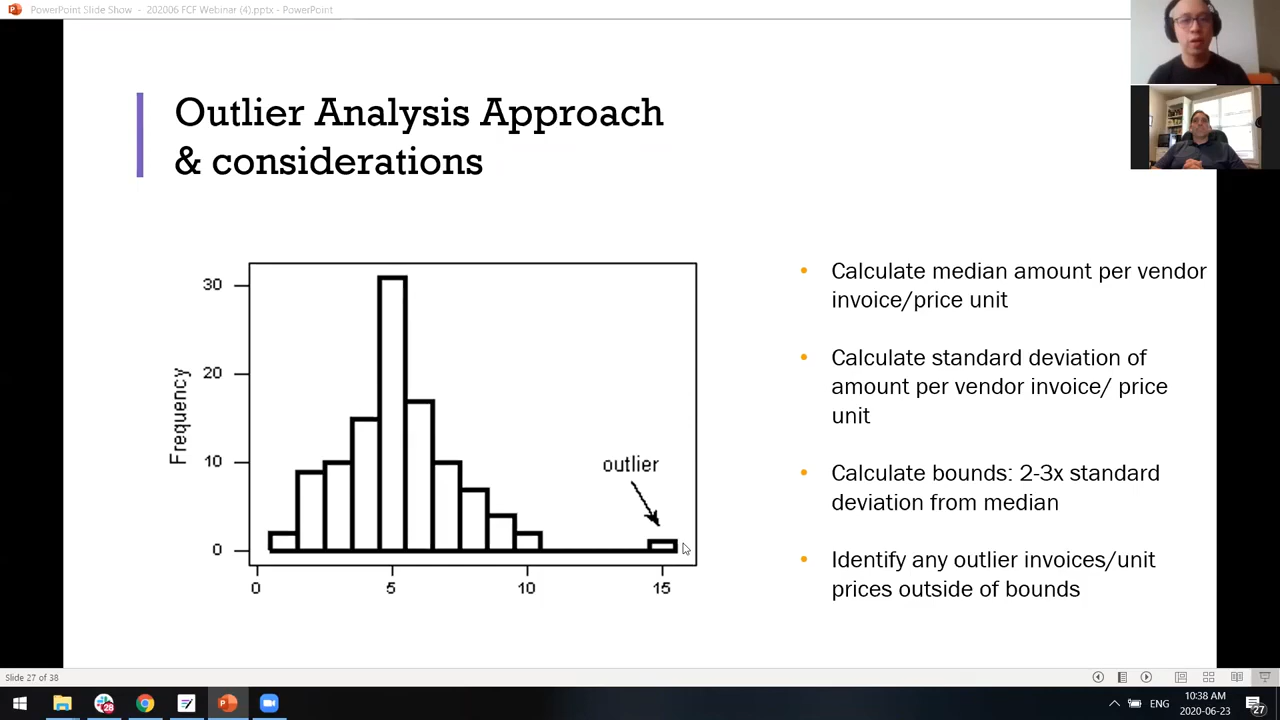 PowerPoint Slide Show - 202006 FCF Webinar (4).pptx - PowerPoint
Outlier Analysis Approach
& considerations
30
20
10
0
Frequency
outlier
0 5 10 15
• Calculate median amount per vendor
invoice/price unit
• Calculate standard deviation of
amount per vendor invoice/ price
unit
• Calculate bounds: 2-3x standard
deviation from median
• Identify any outlier invoices/unit
prices outside of bounds
Slide 27 of 38
28
ENG
10:38 AM
2020-06-23
27